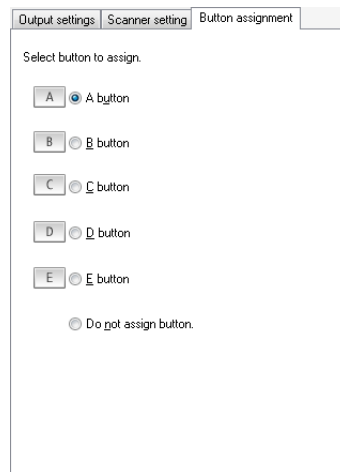 Output settings Scanner setting Button assignment
Select button to assign.
A A button
B B button
C C button
D D button
E E button
Do not assign button.